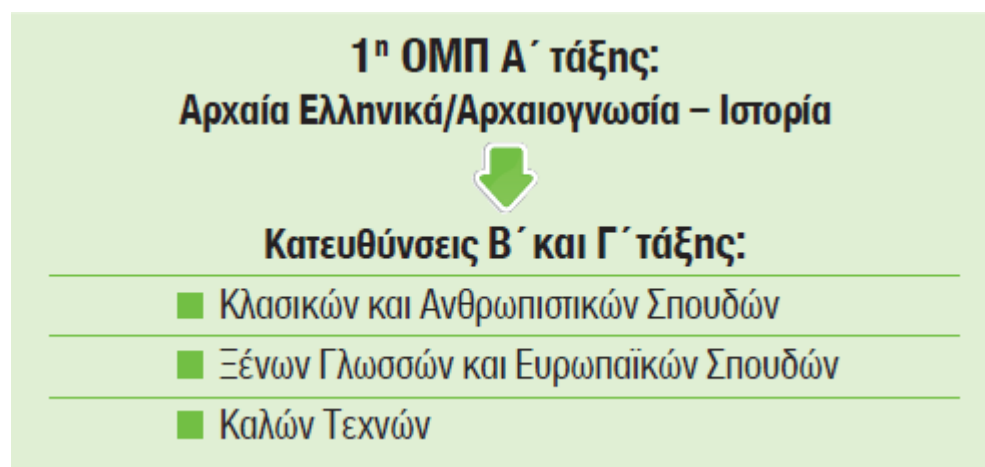 1η ΟΜΠ Α΄ τάξης:
Αρχαία Ελληνικά/Αρχαιογνωσία – Ιστορία
Κατευθύνσεις Β΄ και Γ΄ τάξης:
Κλασικών και Ανθρωπιστικών Σπουδών
Ξένων Γλωσσών και Ευρωπαϊκών Σπουδών
Καλών Τεχνών